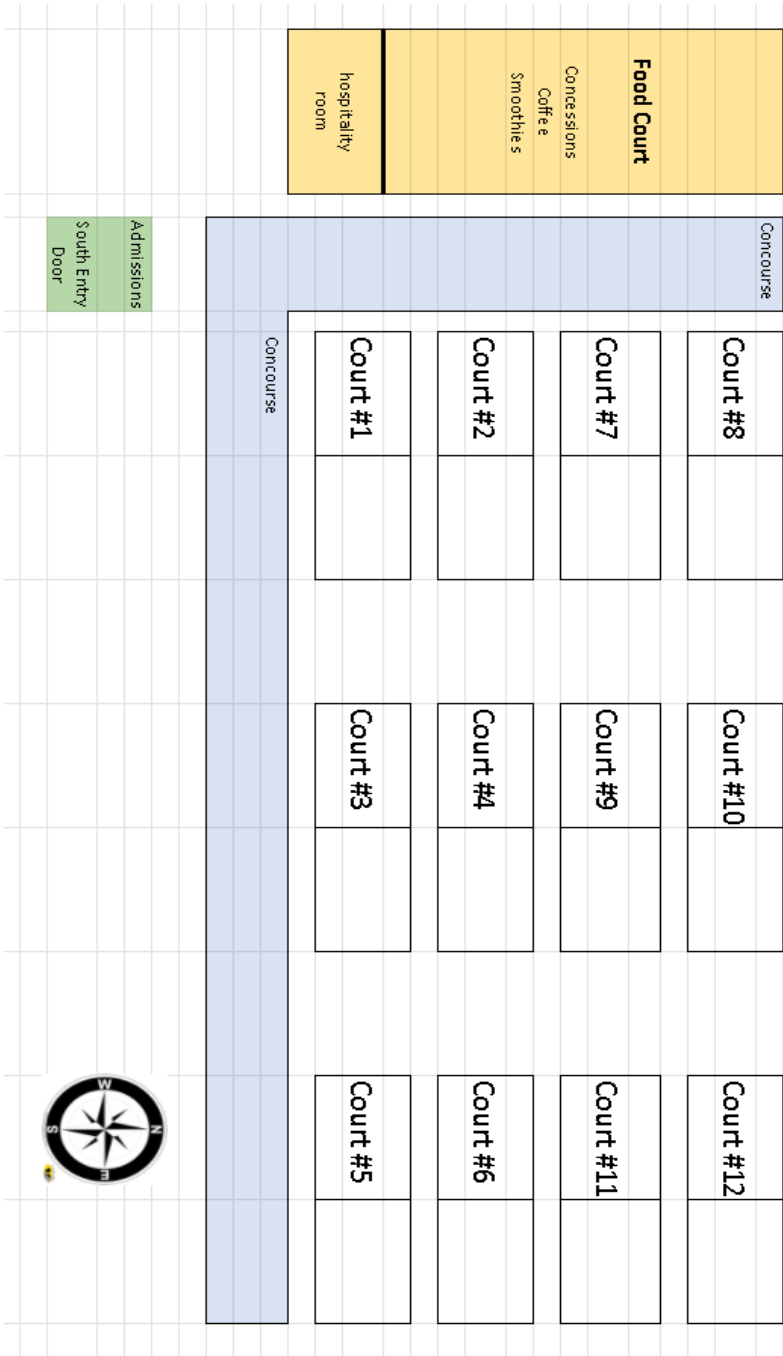 Food Court
Concessions
Coffee
Smoothies
hospitality
room
Concourse
Court #8
Court #10
Court #12
Court #7
Court #9
Court #11
Court #2
Court #4
Court #6
Court #1
Court #3
Court #5
Concourse
Admissions
South Entry
Door
N
W
E
S